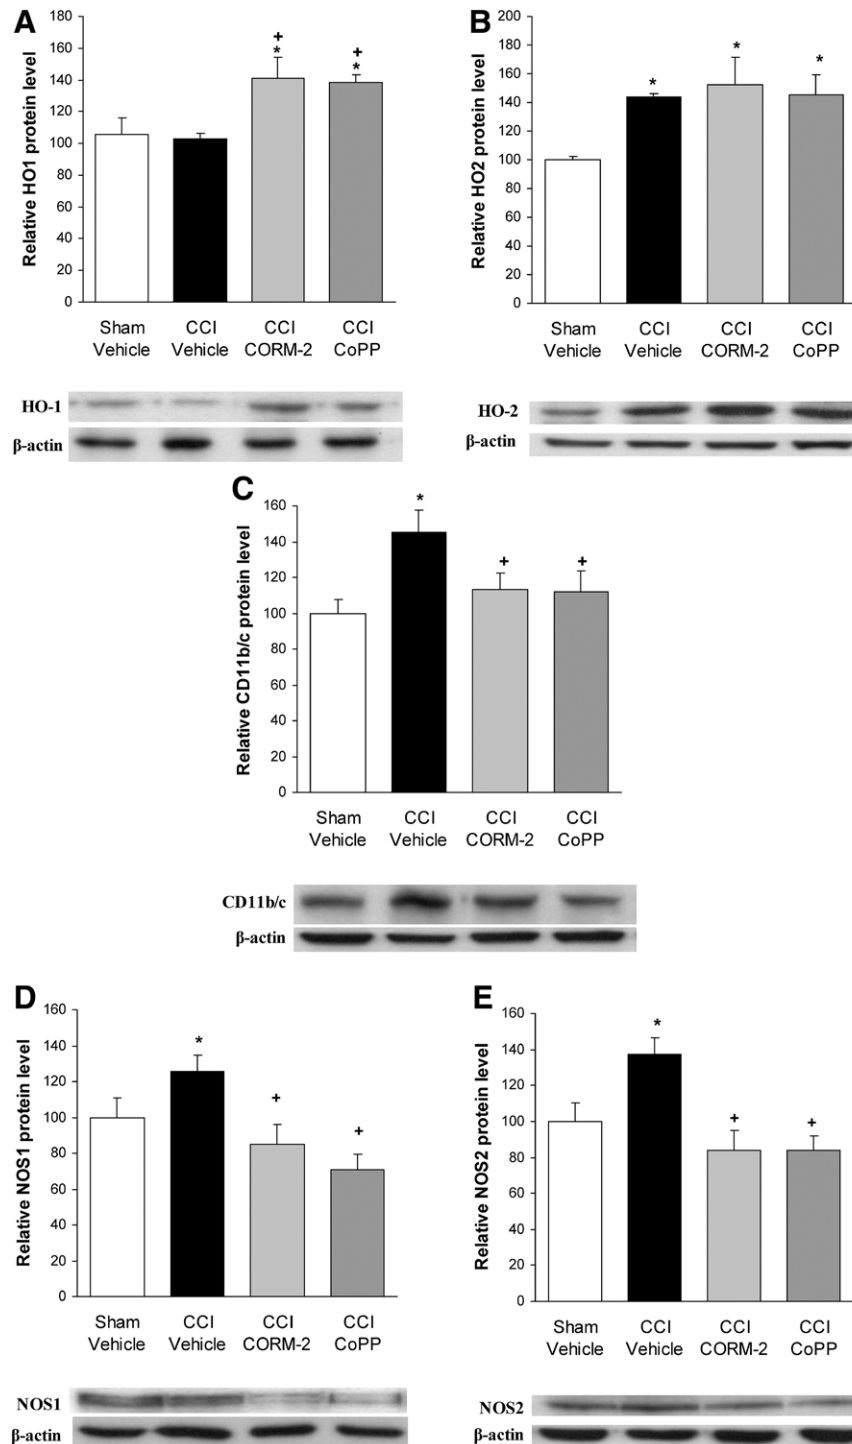 A
180
160
140
120
100
80
60
40
20
0
Relative HO1 protein level
+
*
+
*
Sham Vehicle
CCI Vehicle
CCI CORM-2
CCI CoPP
HO-1
β-actin
B
200
180
160
140
120
100
80
60
40
20
0
Relative HO2 protein level
*
*
*
Sham Vehicle
CCI Vehicle
CCI CORM-2
CCI CoPP
HO-2
β-actin
C
160
140
120
100
80
60
40
20
0
Relative CD11b/c protein level
*
+
+
Sham Vehicle
CCI Vehicle
CCI CORM-2
CCI CoPP
CD11b/c
β-actin
D
160
140
120
100
80
60
40
20
0
Relative NOS1 protein level
*
+
+
Sham Vehicle
CCI Vehicle
CCI CORM-2
CCI CoPP
NOS1
β-actin
E
160
140
120
100
80
60
40
20
0
Relative NOS2 protein level
*
+
+
Sham Vehicle
CCI Vehicle
CCI CORM-2
CCI CoPP
NOS2
β-actin